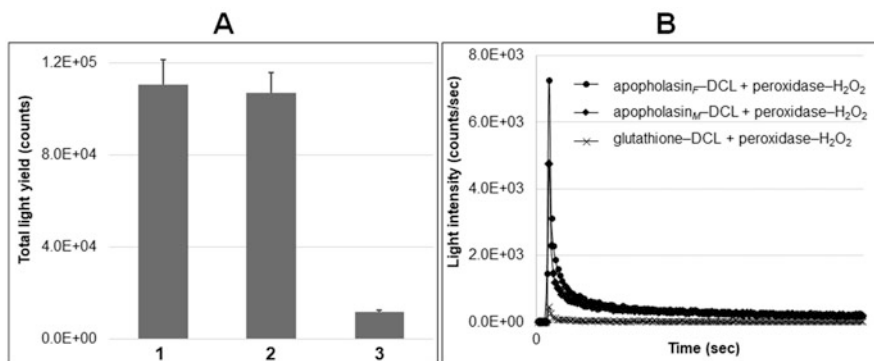 A
Total light yield (counts)
1.2E+05
8.0E+04
4.0E+04
0.0E+00
1 2 3
B
Light intensity (counts/sec)
8.0E+03
6.0E+03
4.0E+03
2.0E+03
0.0E+00
apopholasinF–DCL + peroxidase–H₂O₂
apopholasinM–DCL + peroxidase–H₂O₂
glutathione–DCL + peroxidase–H₂O₂
0
Time (sec)